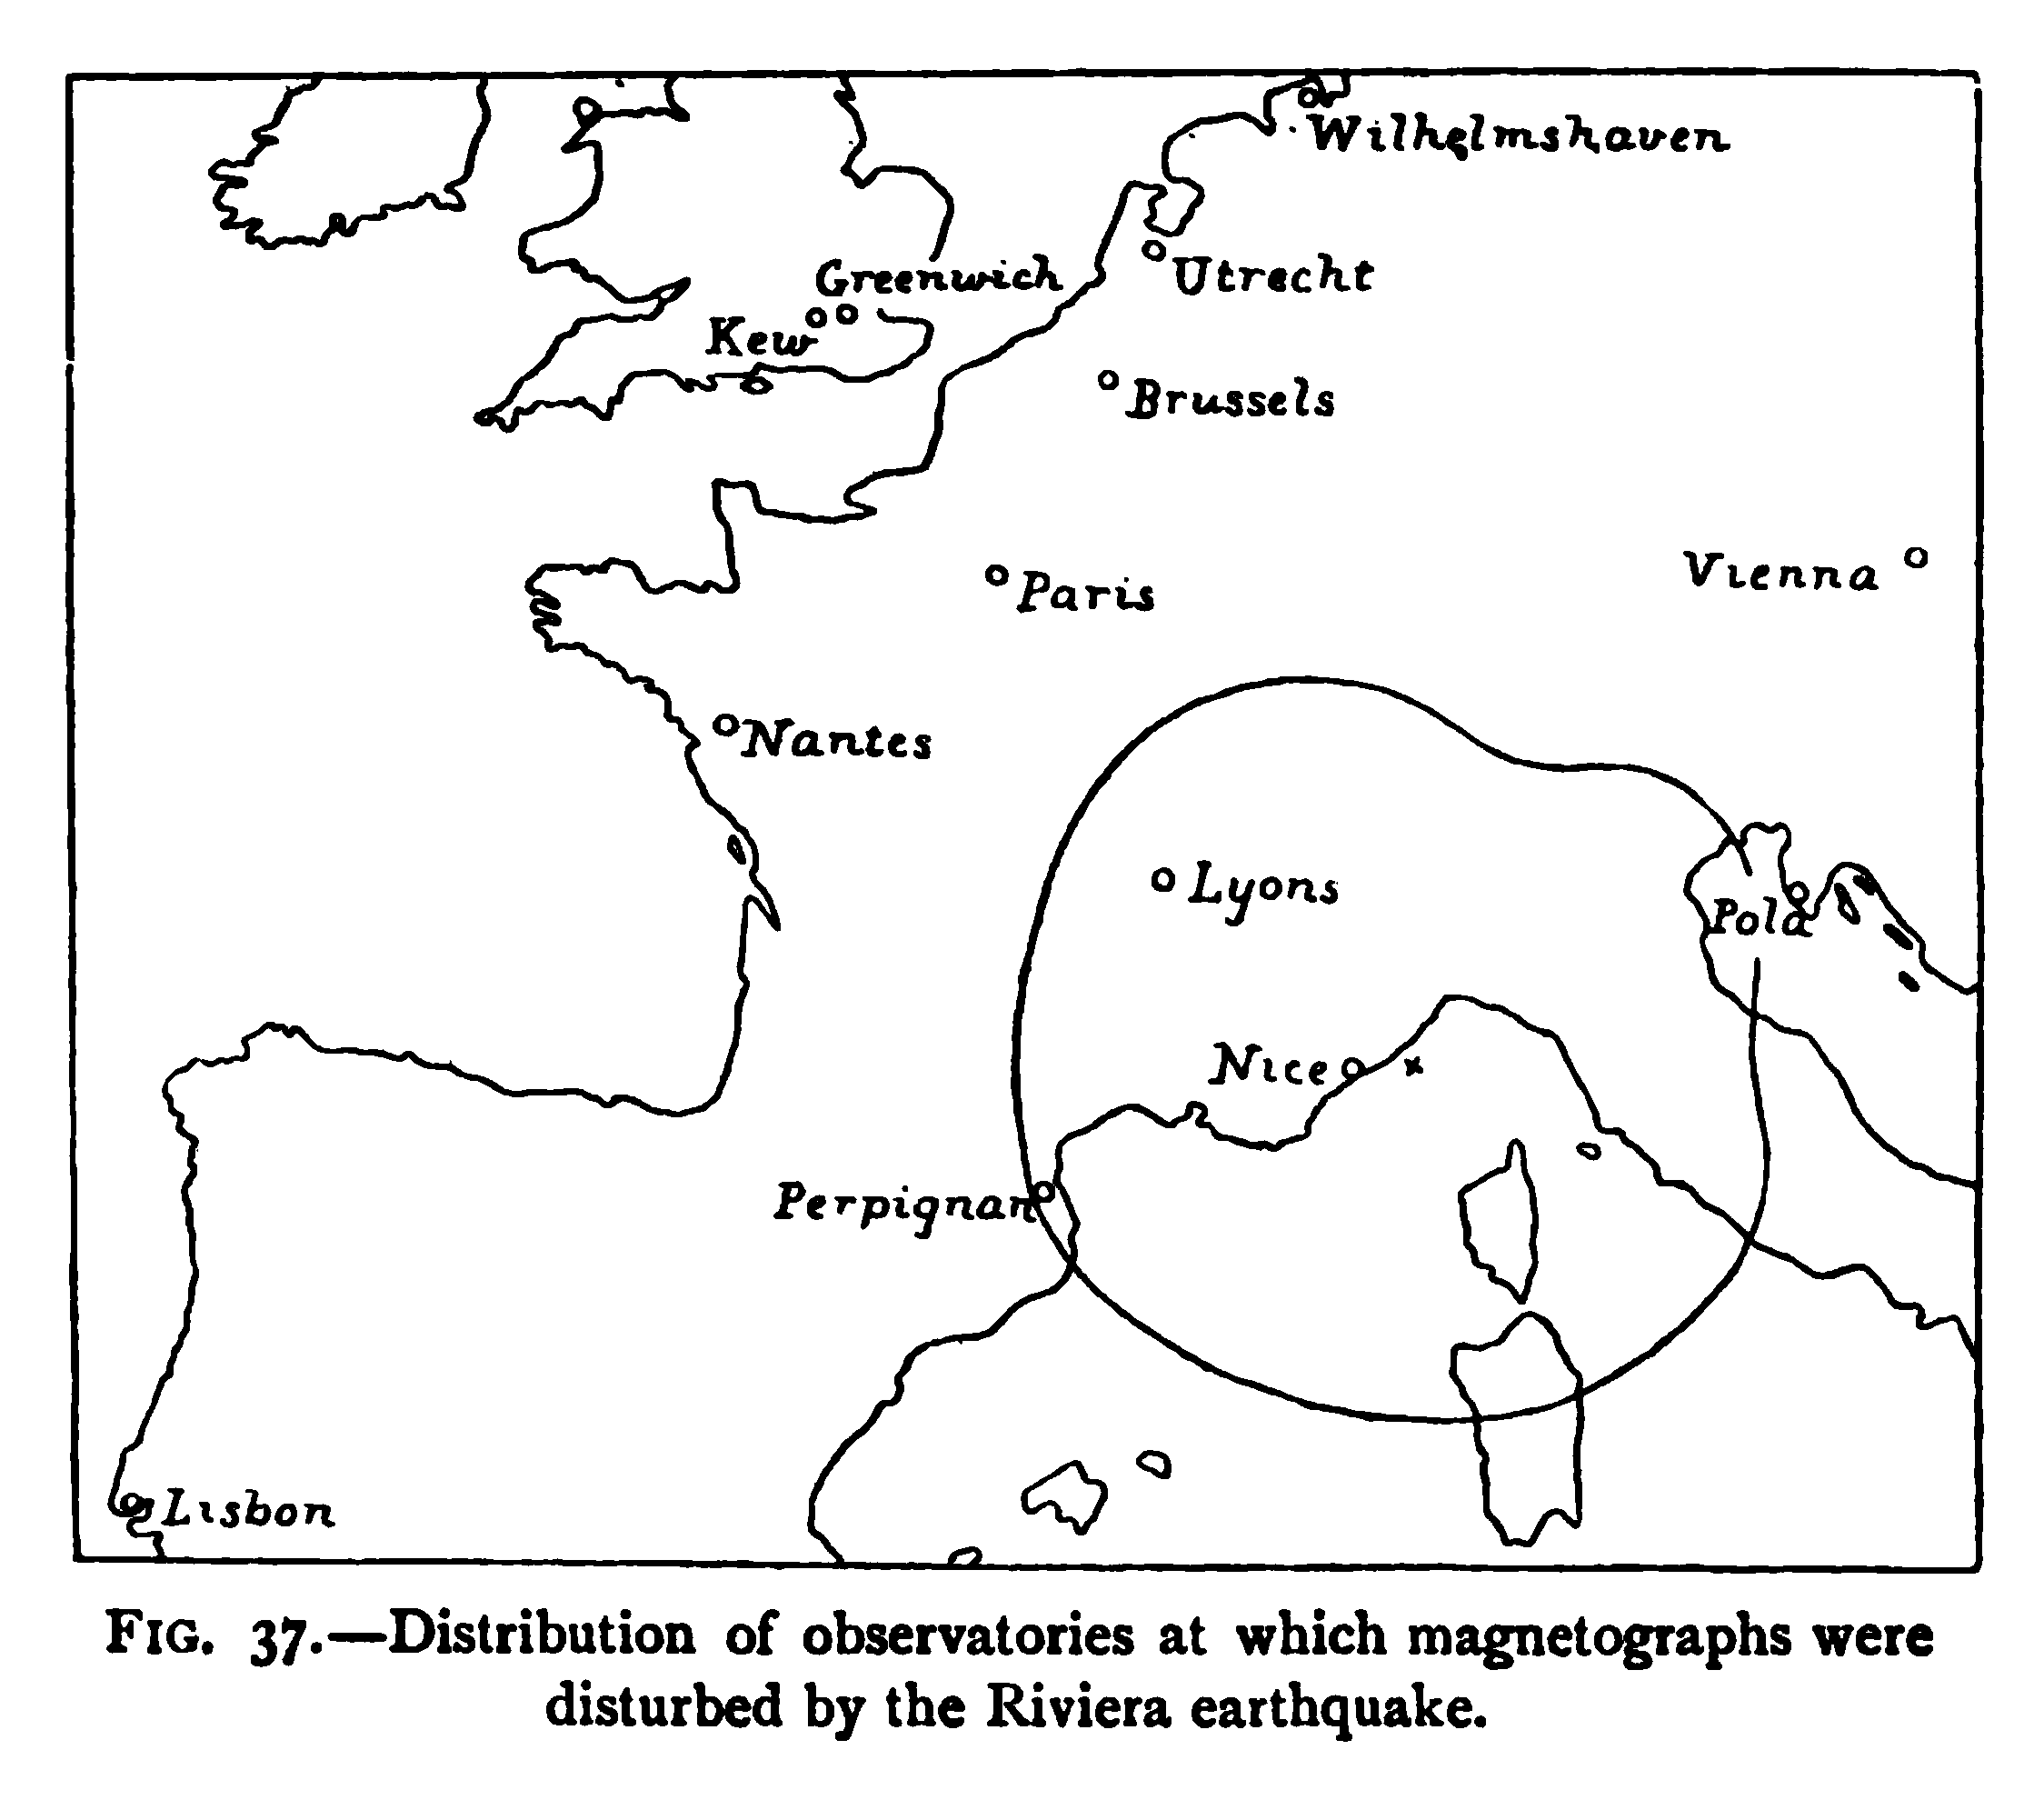 Wilhelmshaven
Utrecht
Greenwich
Kew
Brussels
Vienna
Paris
Nantes
Lyons
Pola
Nice
Perpignan
Lisbon
FIG. 37.—Distribution of observatories at which magnetographs were
disturbed by the Riviera earthquake.